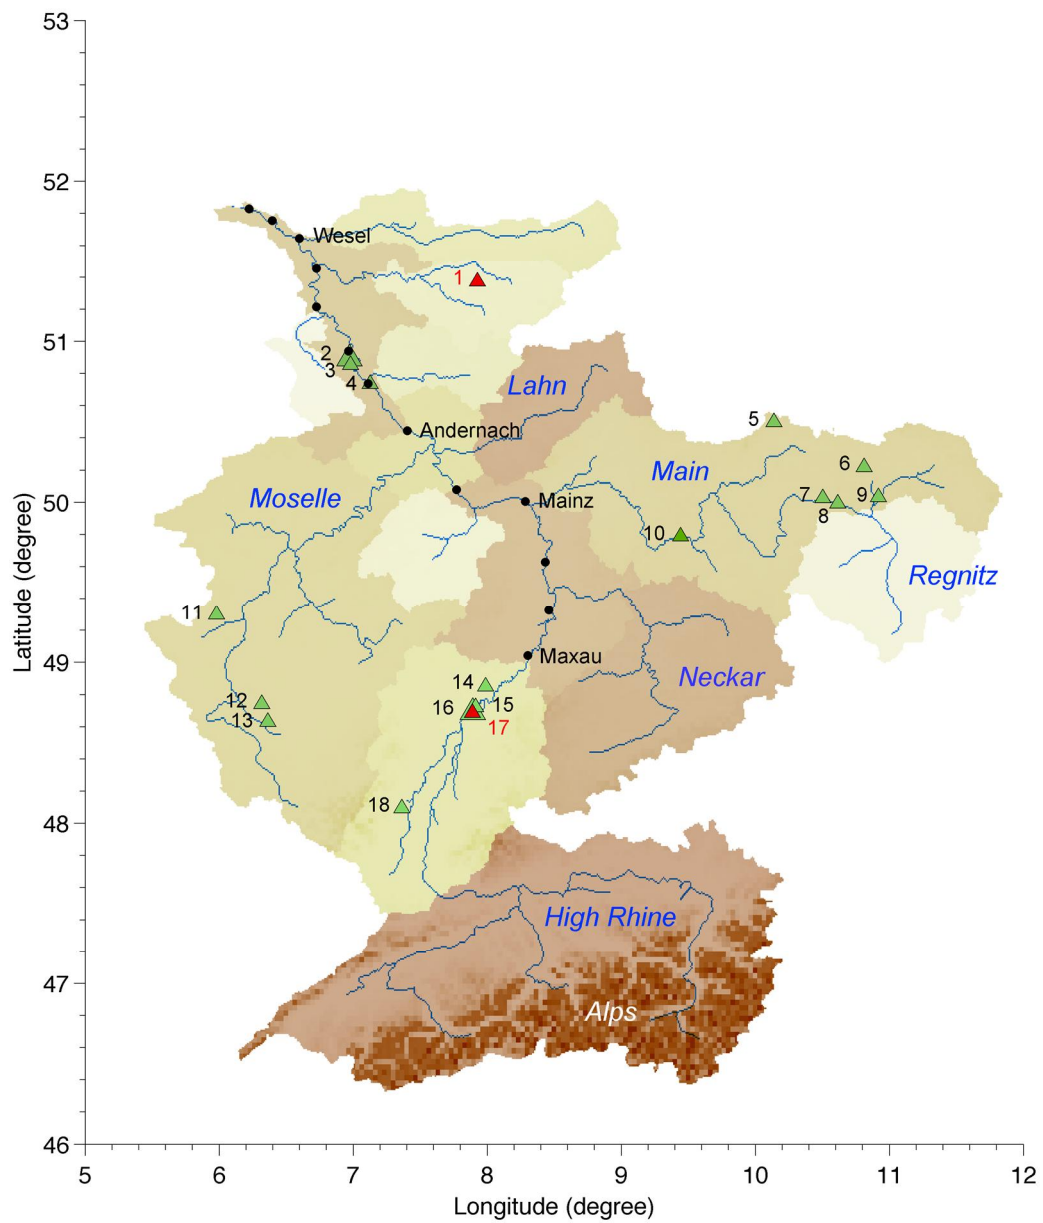 53
52
Wesel
1
51
2
3
4
Lahn
Andernach
5
Main
6
Moselle
50
Mainz
7
8
9
10
Regnitz
11
49
Maxau
Neckar
14
12
16
15
13
17
18
48
High Rhine
47
Alps
46
5
6
7
8
9
10
11
12
Latitude (degree)
Longitude (degree)